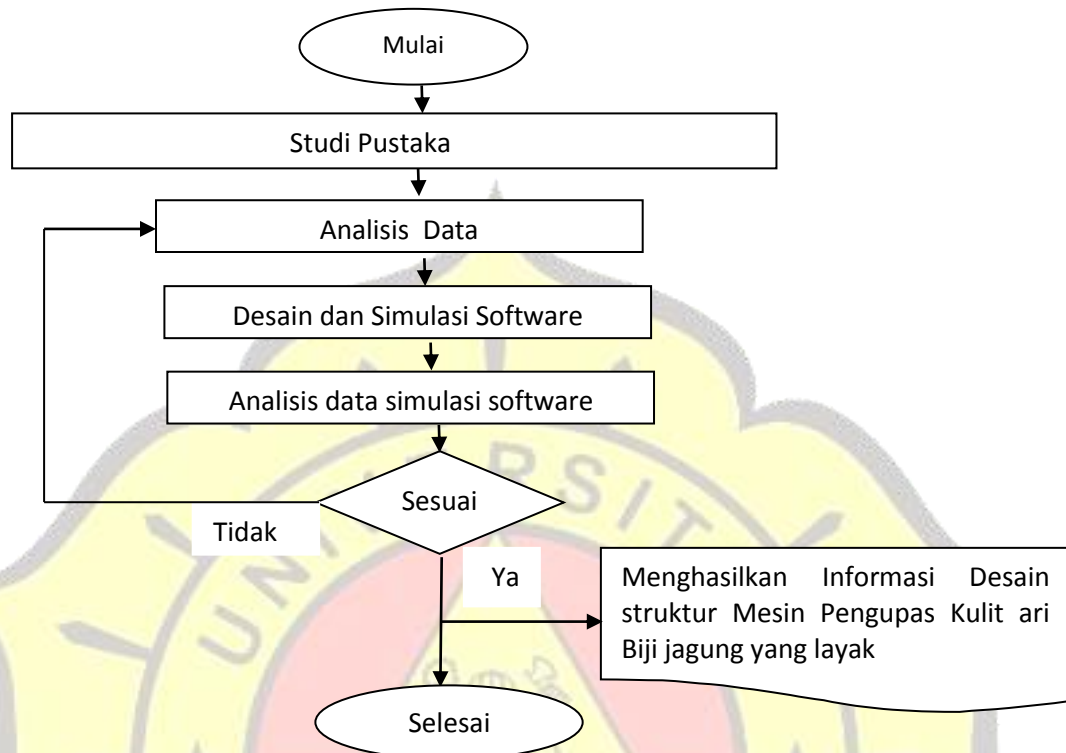 Mulai
Studi Pustaka
Analisis Data
Desain dan Simulasi Software
Analisis data simulasi software
Sesuai
Tidak
Ya
Menghasilkan Informasi Desain
struktur Mesin Pengupas Kulit ari
Biji jagung yang layak
Selesai
UNIVERSIT